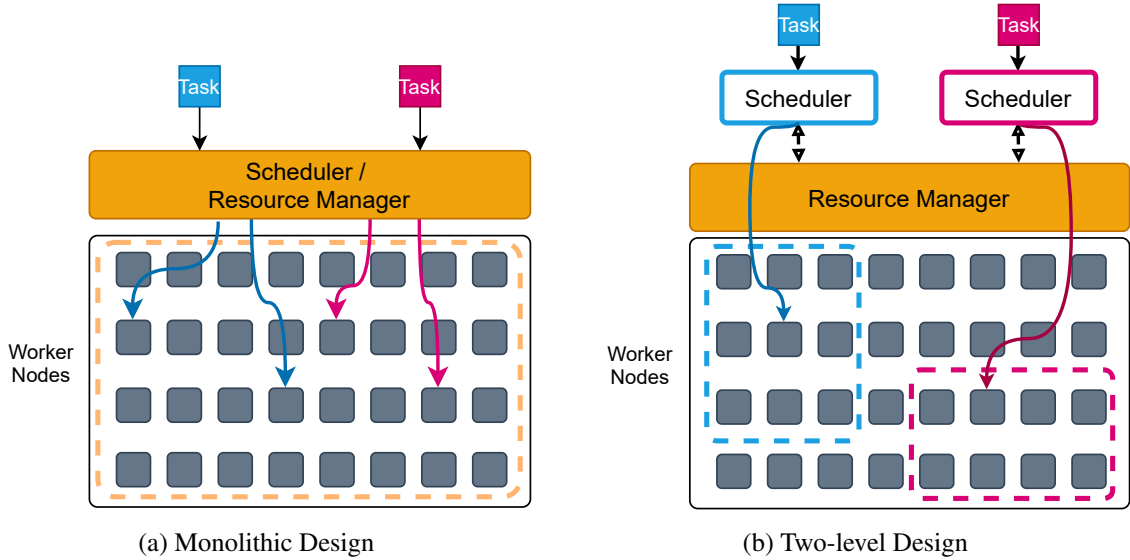 Task
Task
Scheduler /
Resource Manager
Worker
Nodes
(a) Monolithic Design
Task
Task
Scheduler
Scheduler
Resource Manager
Worker
Nodes
(b) Two-level Design